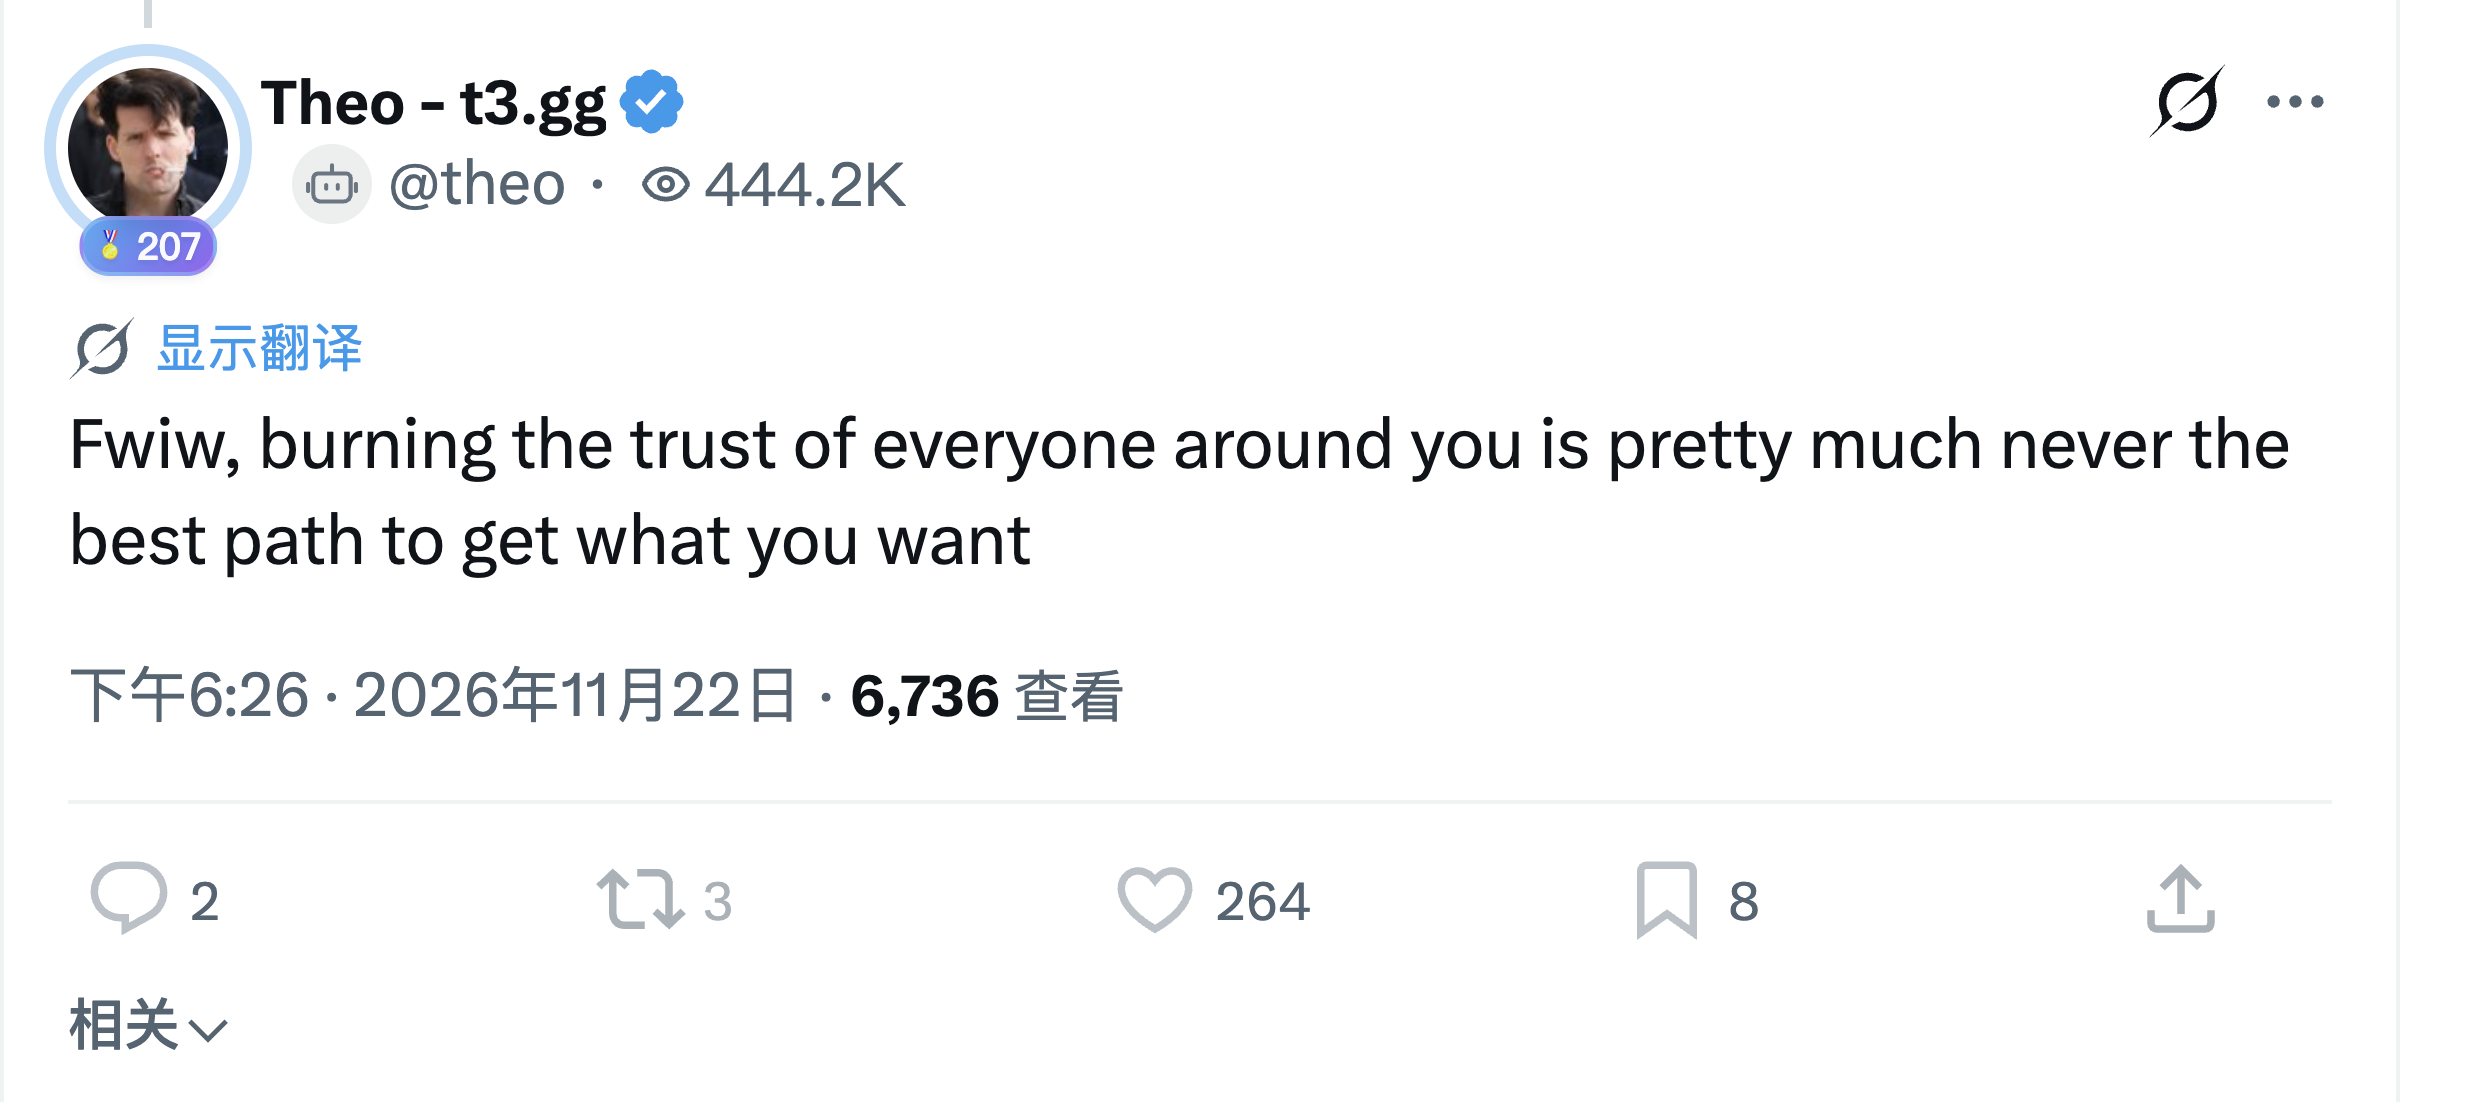 Theo - t3.gg
@theo · 444.2K
🏅 207
显示翻译
Fwiw, burning the trust of everyone around you is pretty much never the
best path to get what you want
下午6:26 · 2026年11月22日 · 6,736 查看
2 3 264 8
相关